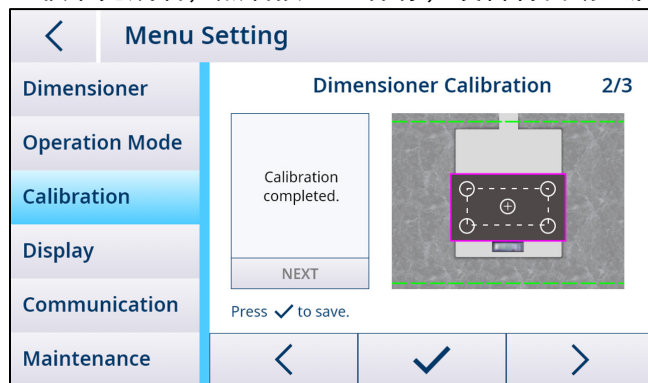 Menu Setting
Dimensioner
Operation Mode
Calibration
Display
Communication
Maintenance
Dimensioner Calibration 2/3
Calibration
completed.
NEXT
Press ✓ to save.